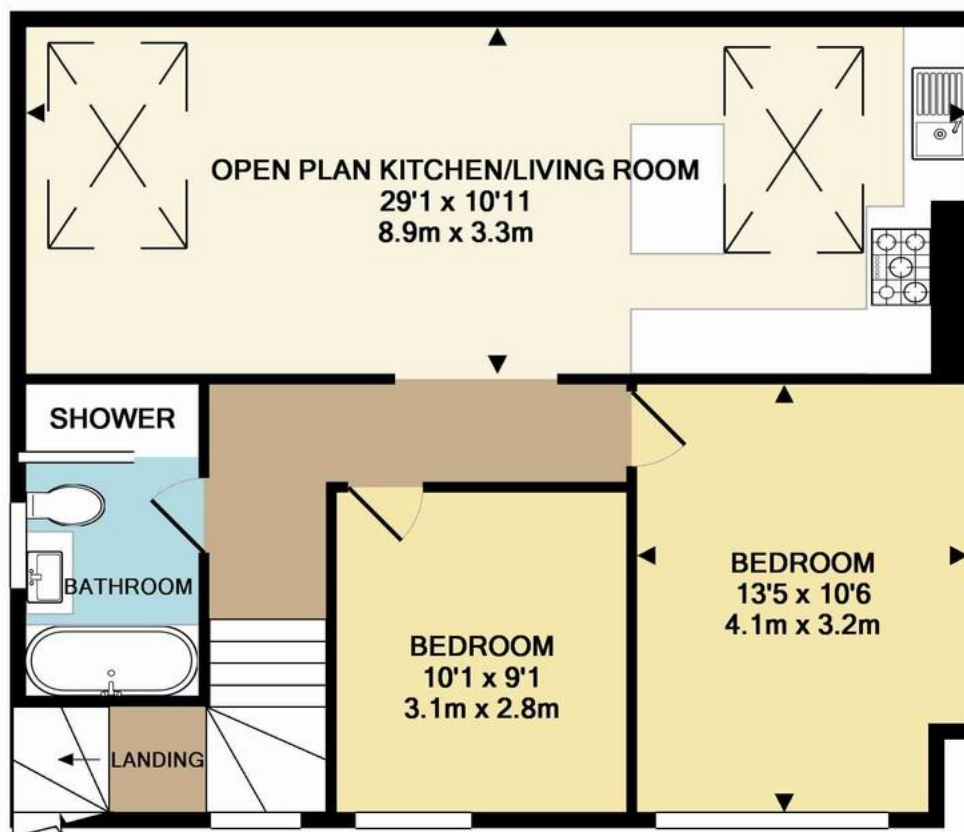 OPEN PLAN KITCHEN/LIVING ROOM
29'1 x 10'11
8.9m x 3.3m
SHOWER
BATHROOM
BEDROOM
13'5 x 10'6
4.1m x 3.2m
BEDROOM
10'1 x 9'1
3.1m x 2.8m
LANDING